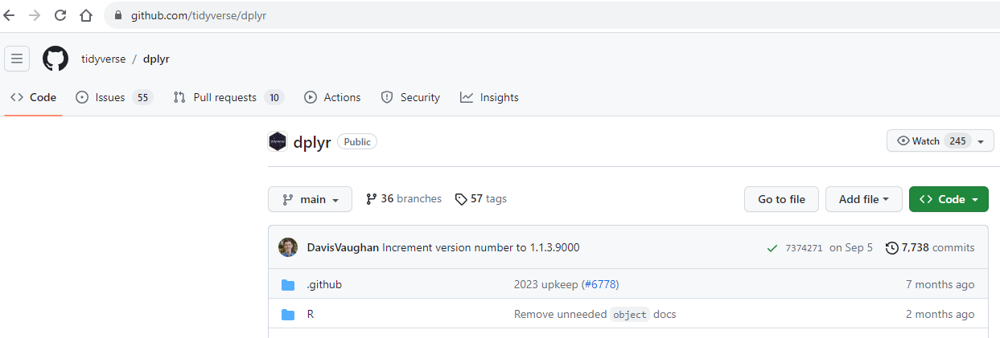 github.com/tidyverse/dplyr
tidyverse / dplyr
Code Issues 55 Pull requests 10 Actions Security Insights
dplyr Public Watch 245
main 36 branches 57 tags Go to file Add file Code
DavisVaughan Increment version number to 1.1.3.9000 7374271 on Sep 5 7,738 commits
.github 2023 upkeep (#6778) 7 months ago
R Remove unneeded object docs 2 months ago